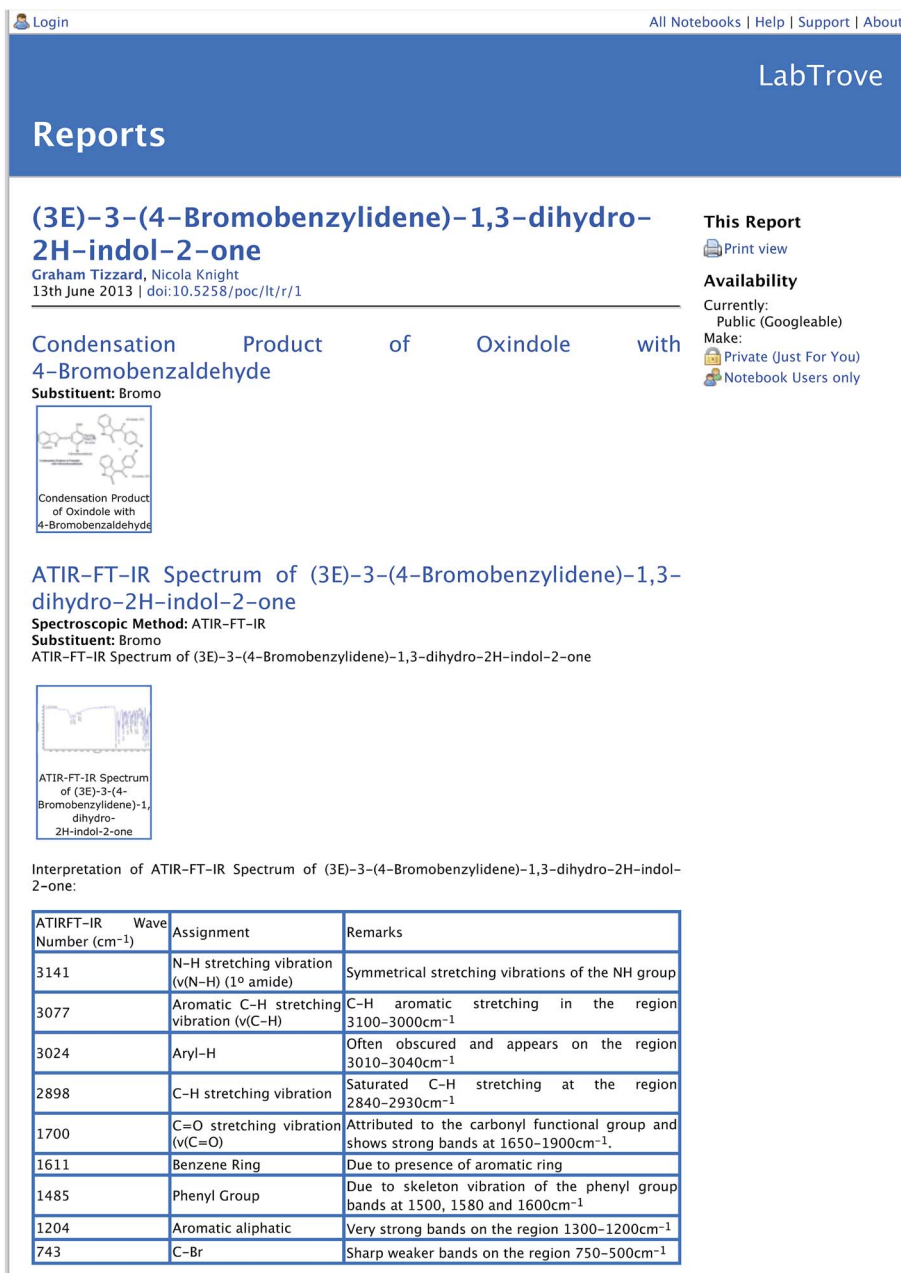 Login
All Notebooks | Help | Support | About
LabTrove
Reports
(3E)-3-(4-Bromobenzylidene)-1,3-dihydro-
2H-indol-2-one
Graham Tizzard, Nicola Knight
13th June 2013 | doi:10.5258/poc/lt/r/1
This Report
Print view
Availability
Currently:
Public (Googleable)
Make:
Private (Just For You)
Notebook Users only
Condensation Product of Oxindole with
4-Bromobenzaldehyde
Substituent: Bromo
Condensation Product
of Oxindole with
4-Bromobenzaldehyde
ATIR-FT-IR Spectrum of (3E)-3-(4-Bromobenzylidene)-1,3-
dihydro-2H-indol-2-one
Spectroscopic Method: ATIR-FT-IR
Substituent: Bromo
ATIR-FT-IR Spectrum of (3E)-3-(4-Bromobenzylidene)-1,3-dihydro-2H-indol-2-one
ATIR-FT-IR Spectrum
of (3E)-3-(4-
Bromobenzylidene)-1,
dihydro-
2H-indol-2-one
Interpretation of ATIR-FT-IR Spectrum of (3E)-3-(4-Bromobenzylidene)-1,3-dihydro-2H-indol-
2-one:
ATIRFT-IR Wave
Number (cm⁻¹)
Assignment
Remarks
3141
N-H stretching vibration
(v(N-H) (1º amide)
Symmetrical stretching vibrations of the NH group
3077
Aromatic C-H stretching
vibration (v(C-H)
C-H aromatic stretching in the region
3100-3000cm⁻¹
3024
Aryl-H
Often obscured and appears on the region
3010-3040cm⁻¹
2898
C-H stretching vibration
Saturated C-H stretching at the region
2840-2930cm⁻¹
1700
C=O stretching vibration
(v(C=O)
Attributed to the carbonyl functional group and
shows strong bands at 1650-1900cm⁻¹.
1611
Benzene Ring
Due to presence of aromatic ring
1485
Phenyl Group
Due to skeleton vibration of the phenyl group
bands at 1500, 1580 and 1600cm⁻¹
1204
Aromatic aliphatic
Very strong bands on the region 1300-1200cm⁻¹
743
C-Br
Sharp weaker bands on the region 750-500cm⁻¹